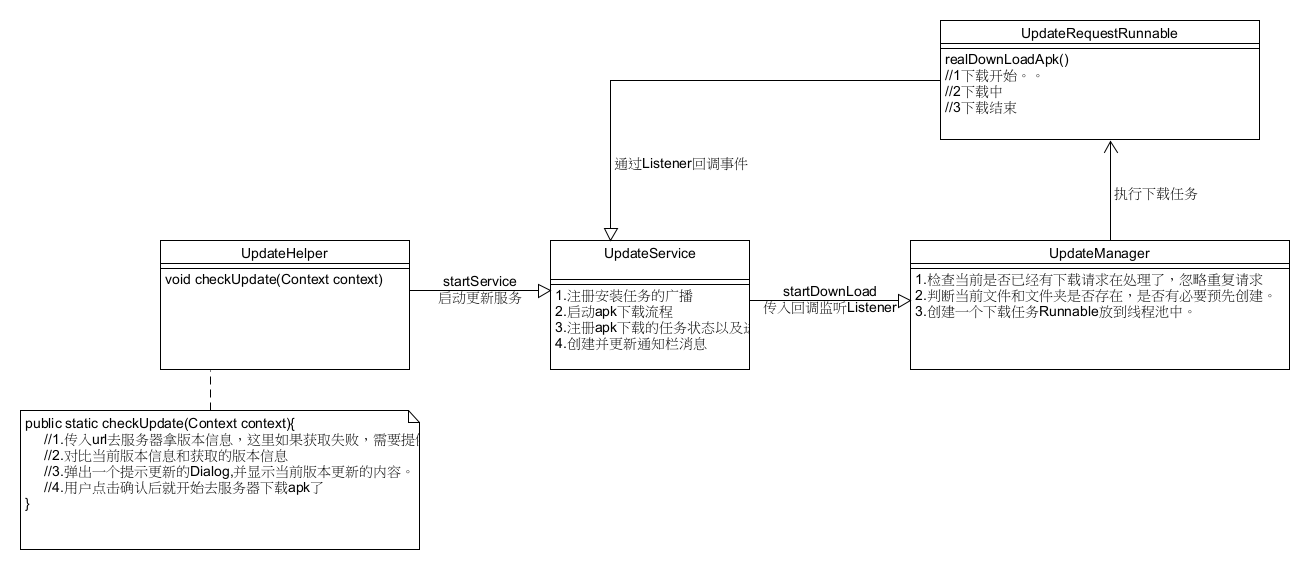 UpdateRequestRunnable
realDownLoadApk()
//1下载开始。。
//2下载中
//3下载结束
通过Listener回调事件
执行下载任务
UpdateHelper
void checkUpdate(Context context)
startService
启动更新服务
UpdateService
1.注册安装任务的广播
2.启动apk下载流程
3.注册apk下载的任务状态以及
4.创建并更新通知栏消息
startDownLoad
传入回调监听Listener
UpdateManager
1.检查当前是否已经有下载请求在处理了，忽略重复请求
2.判断当前文件和文件夹是否存在，是否有必要预先创建。
3.创建一个下载任务Runnable放到线程池中。
public static checkUpdate(Context context){
//1.传入url去服务器拿版本信息，这里如果获取失败，需要提
//2.对比当前版本信息和获取的版本信息
//3.弹出一个提示更新的Dialog,并显示当前版本更新的内容。
//4.用户点击确认后就开始去服务器下载apk了
}